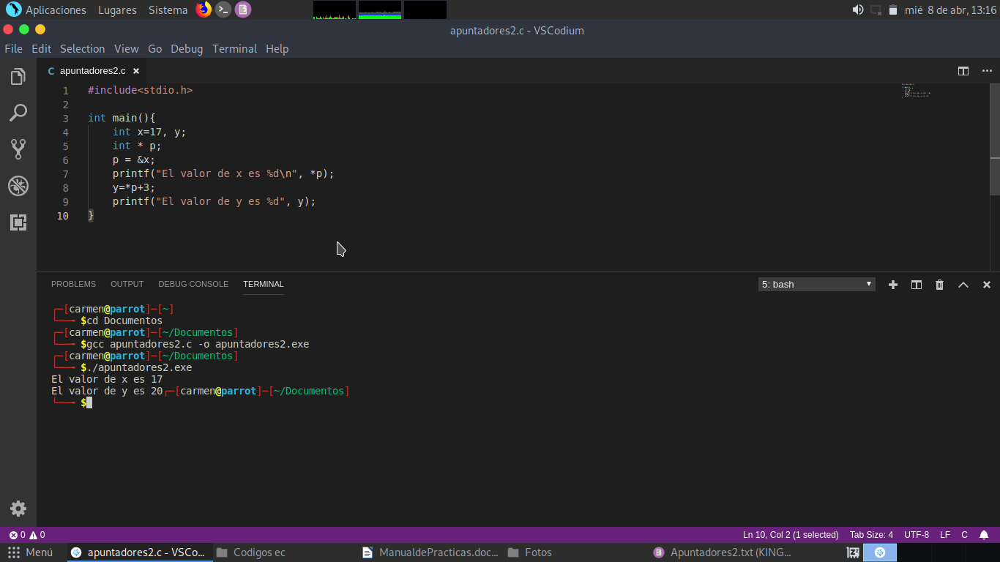 Aplicaciones Lugares Sistema mié 8 de abr, 13:16
apuntadores2.c - VSCodium
File Edit Selection View Go Debug Terminal Help
C apuntadores2.c ×
1 #include<stdio.h>
2
3 int main(){
4 int x=17, y;
5 int * p;
6 p = &x;
7 printf("El valor de x es %d\n", *p);
8 y=*p+3;
9 printf("El valor de y es %d", y);
10 }
PROBLEMS OUTPUT DEBUG CONSOLE TERMINAL 5: bash
┌─[carmen@parrot]─[~]
└──╼ $cd Documentos
┌─[carmen@parrot]─[~/Documentos]
└──╼ $gcc apuntadores2.c -o apuntadores2.exe
┌─[carmen@parrot]─[~/Documentos]
└──╼ $./apuntadores2.exe
El valor de x es 17
El valor de y es 20┌─[carmen@parrot]─[~/Documentos]
└──╼ $
0 0 Ln 10, Col 2 (1 selected) Tab Size: 4 UTF-8 LF C
Menú apuntadores2.c - VSCo... Codigos ec ManualdePracticas.doc... Fotos Apuntadores2.txt (KING...